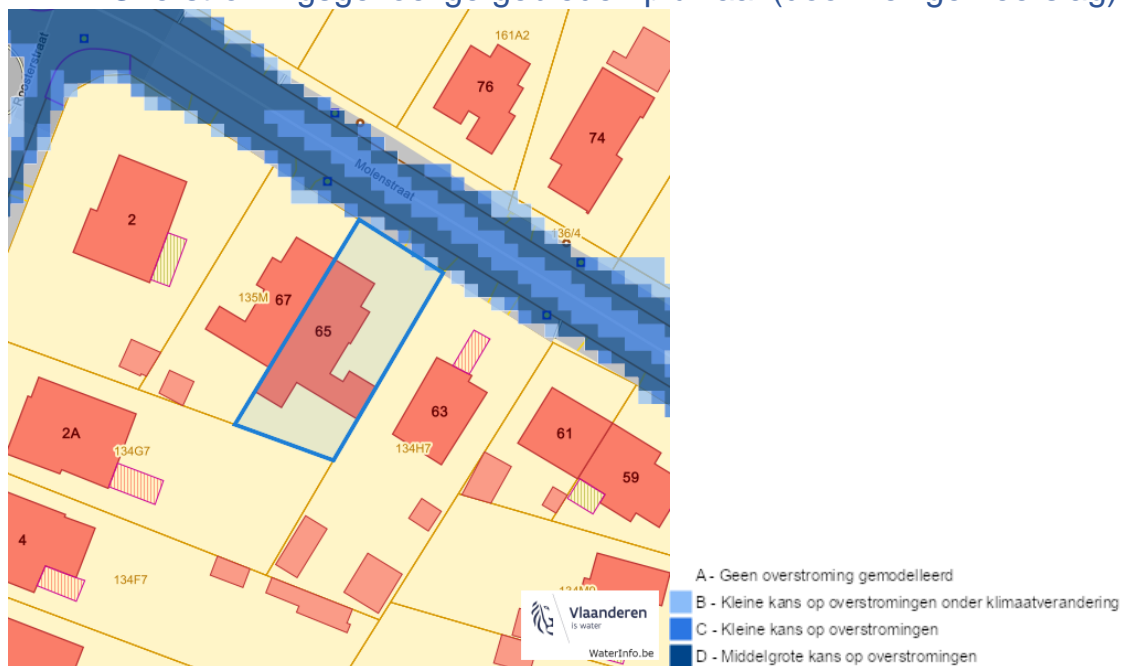 161A2
Roosterstraat
76
74
Molenstraat
2
136/4
135M
67
65
63
2A
134G7
134H7
61
59
4
134F7
Vlaanderen
is water
WaterInfo.be
A - Geen overstroming gemodelleerd
B - Kleine kans op overstromingen onder klimaatverandering
C - Kleine kans op overstromingen
D - Middelgrote kans op overstromingen